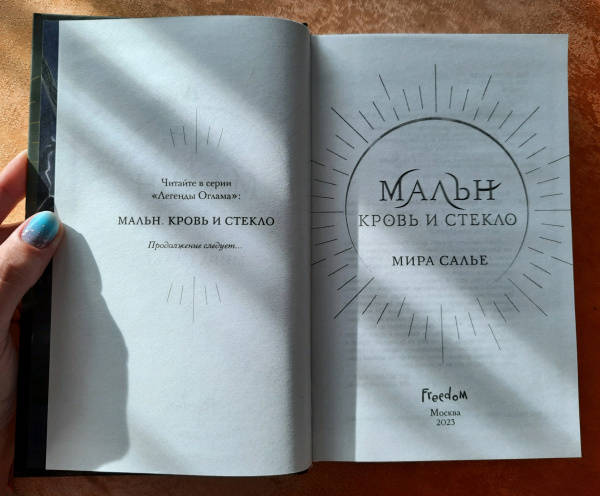 Читайте в серии
«Легенды Оглама»:
МАЛЬН. КРОВЬ И СТЕКЛО
Продолжение следует...
МАЛЬН
КРОВЬ И СТЕКЛО
МИРА САЛЬЕ
Freedom
Москва
2023